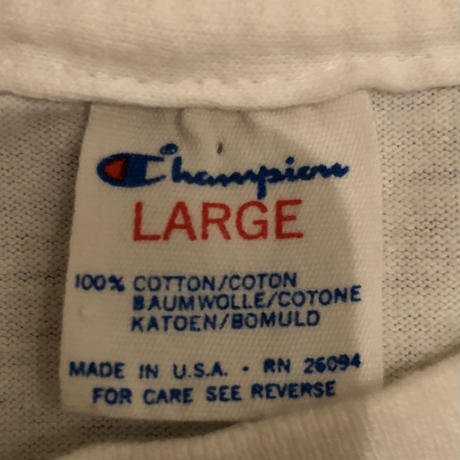 Champion
LARGE
100% COTTON/COTON
BAUMWOLLE/COTONE
KATOEN/BOMULD
MADE IN U.S.A. - RN 26094
FOR CARE SEE REVERSE